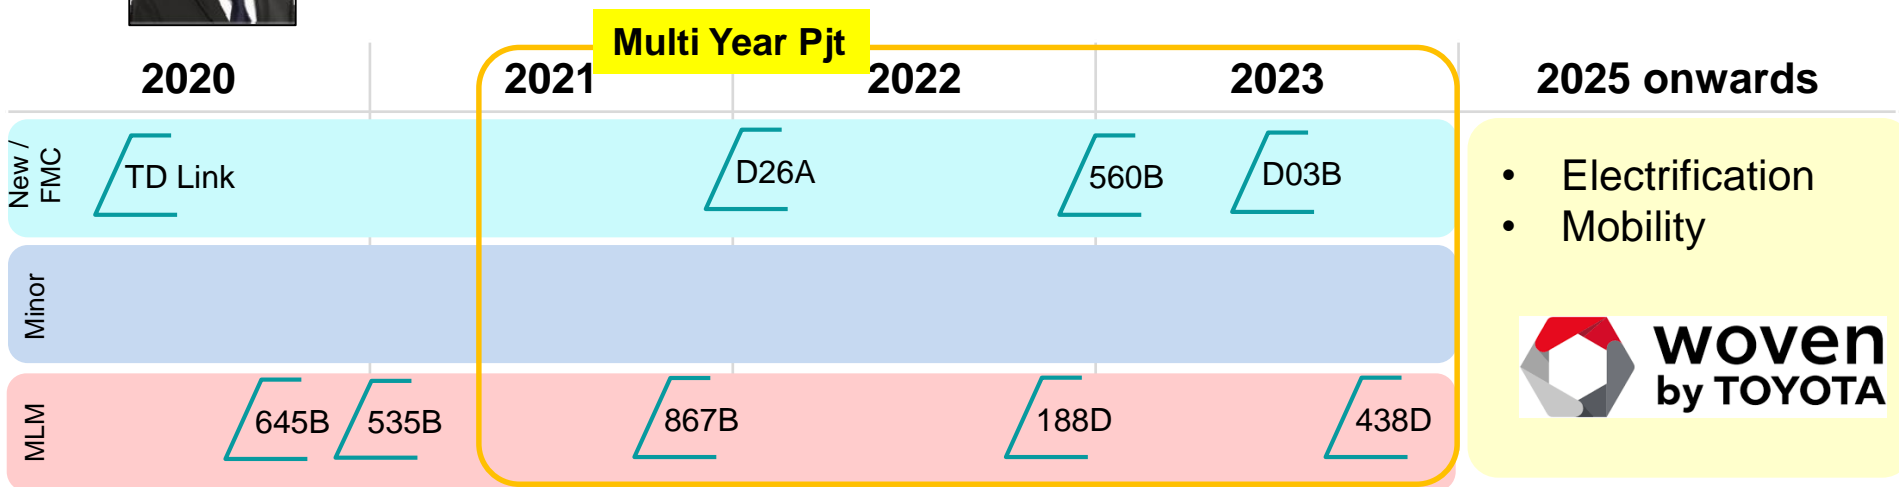 Multi Year Pjt
2020
2021
2022
2023
2025 onwards
New /
FMC
TD Link
D26A
560B
D03B
Minor
MLM
645B
535B
867B
188D
438D
• Electrification
• Mobility
woven
by TOYOTA